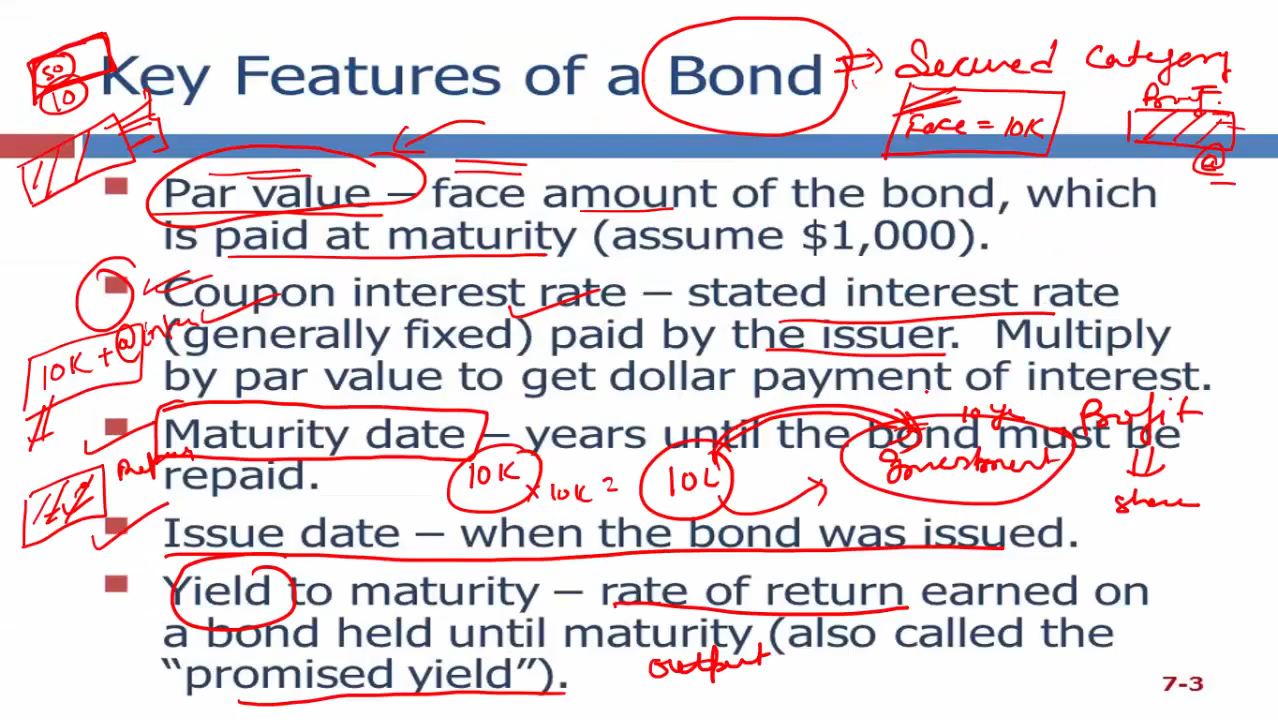 50
10
Key Features of a Bond
Secured Category
Face = 10K
Par value – face amount of the bond, which
is paid at maturity (assume $1,000).
Coupon interest rate – stated interest rate
(generally fixed) paid by the issuer. Multiply
by par value to get dollar payment of interest.
10K + @
Maturity date – years until the bond must be
repaid.
10K x 10K =
10L
Investment
Profit
share
Issue date – when the bond was issued.
Yield to maturity – rate of return earned on
a bond held until maturity (also called the
“promised yield”).
output
7-3